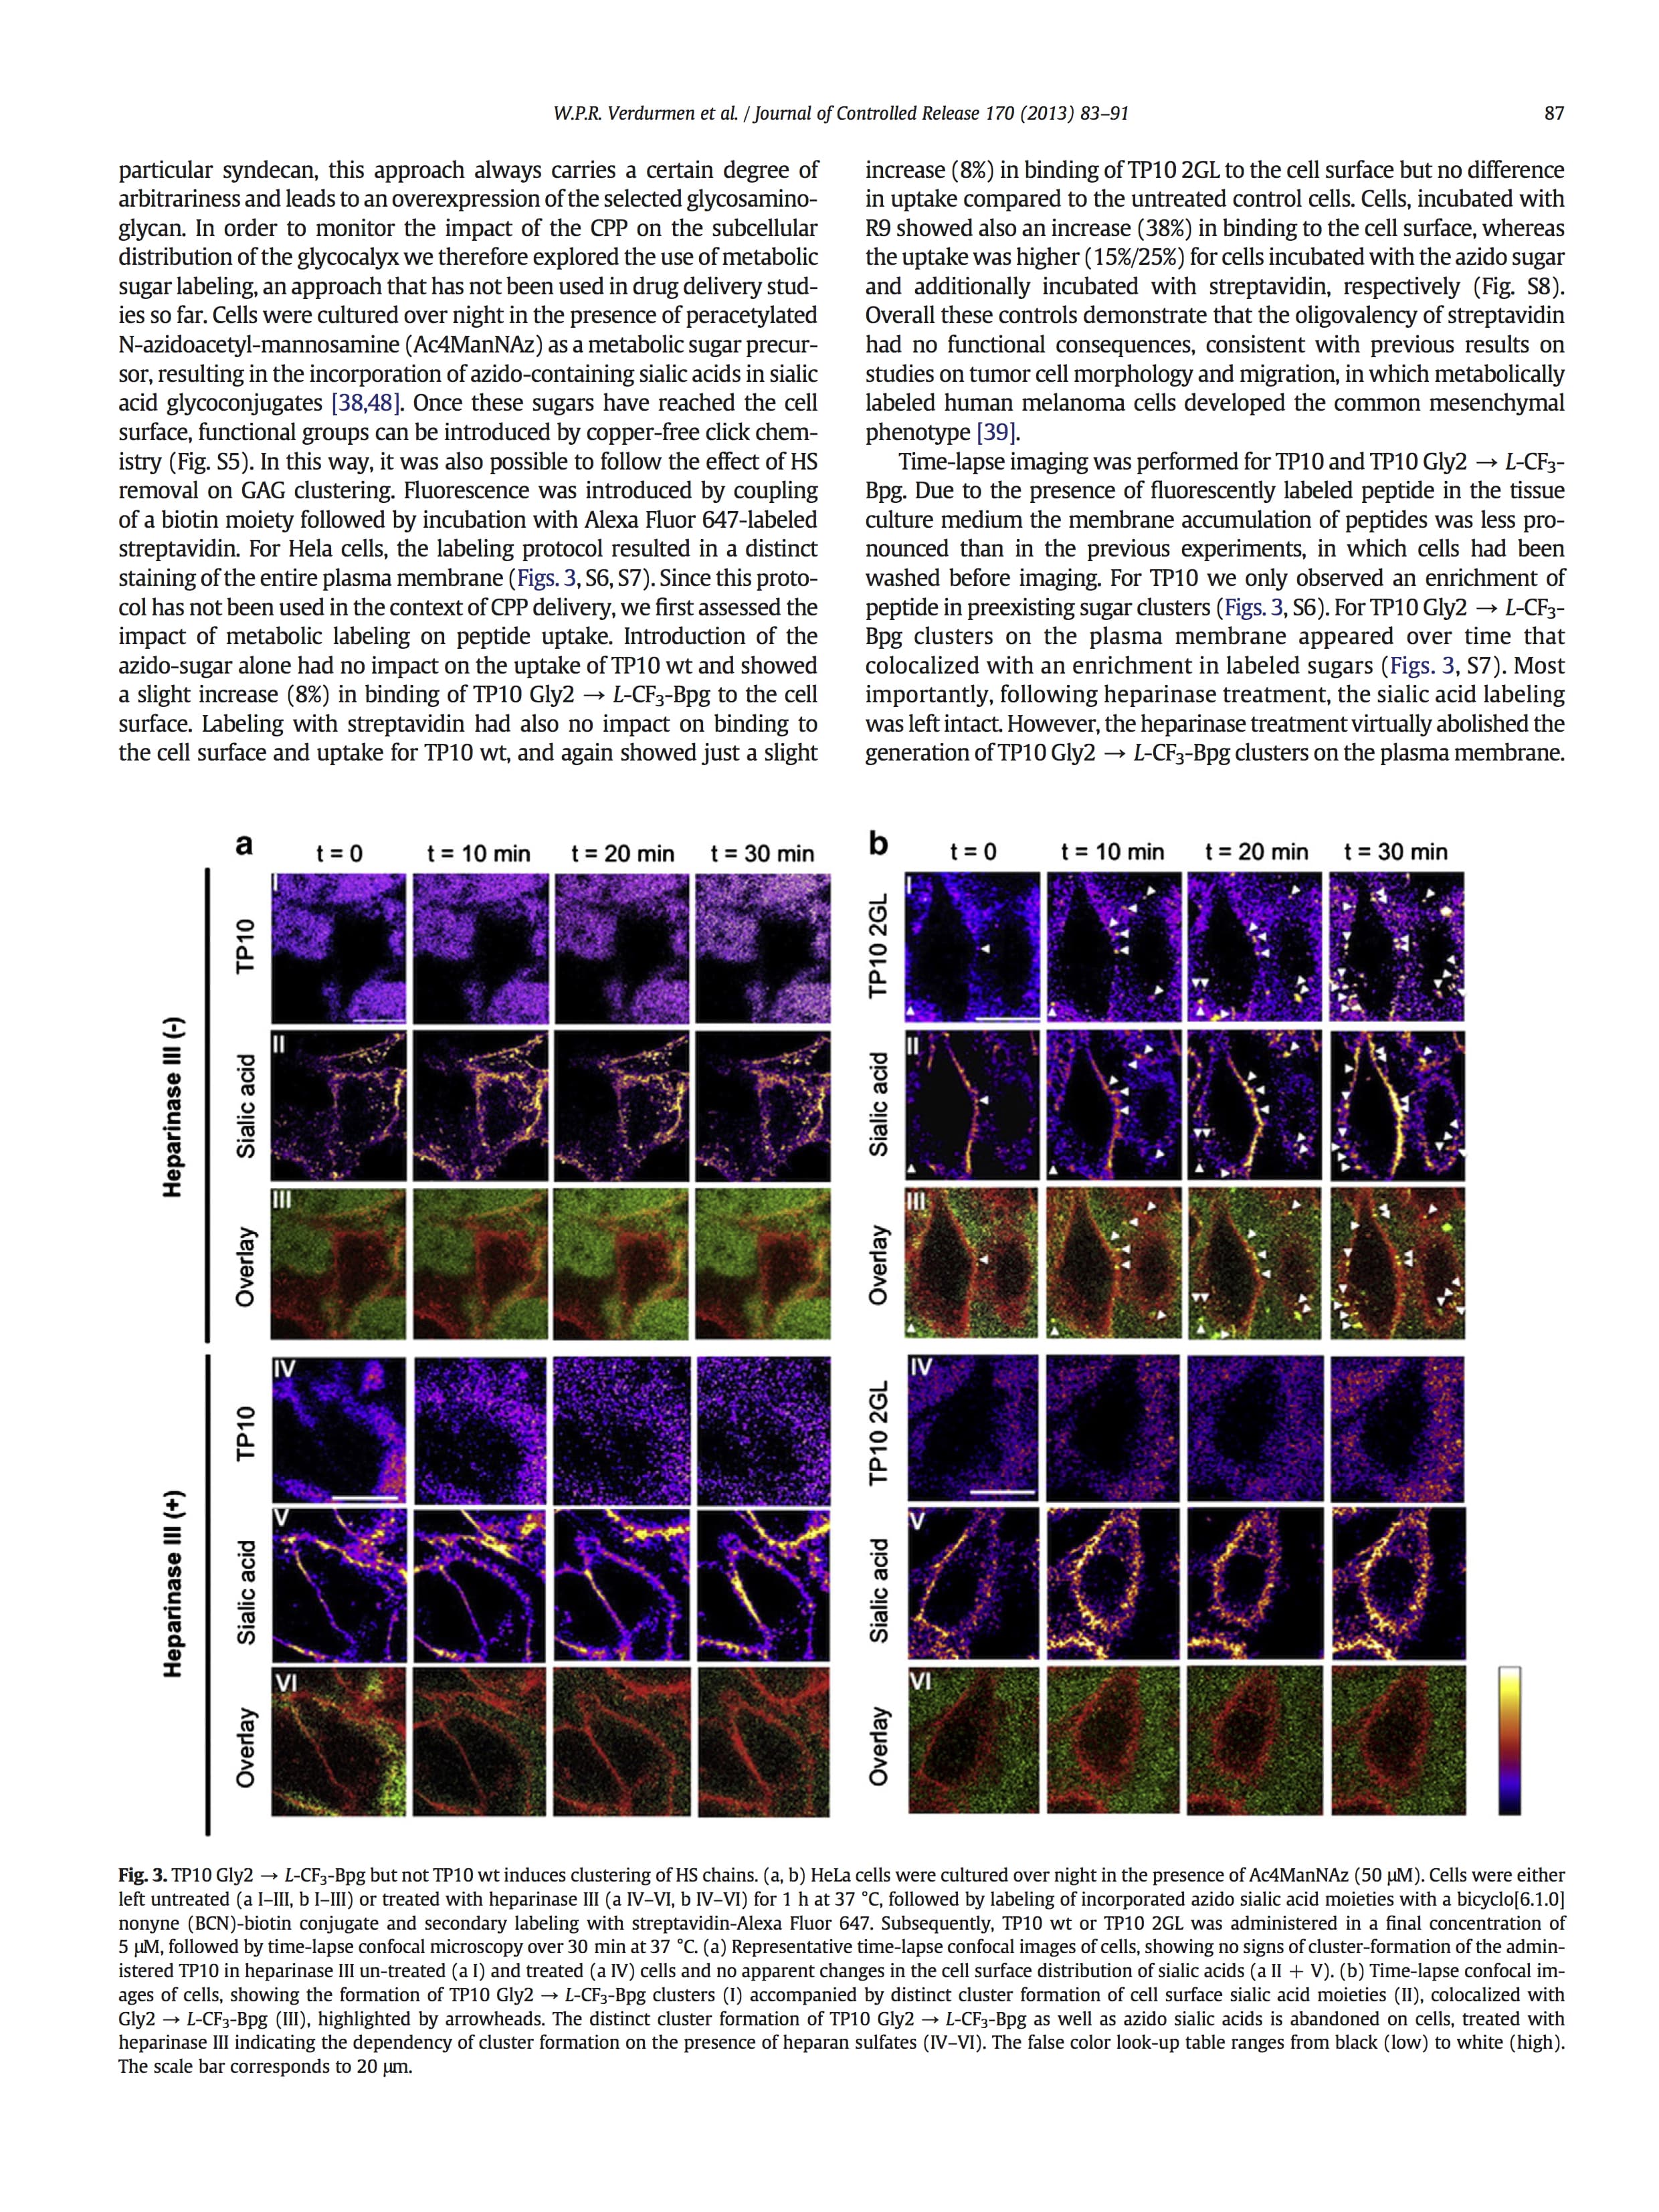 W.P.R. Verdurmen et al. / Journal of Controlled Release 170 (2013) 83–91
87
particular syndecan, this approach always carries a certain degree of
arbitrariness and leads to an overexpression of the selected glycosamino-
glycan. In order to monitor the impact of the CPP on the subcellular
distribution of the glycocalyx we therefore explored the use of metabolic
sugar labeling, an approach that has not been used in drug delivery stud-
ies so far. Cells were cultured over night in the presence of peracetylated
N-azidoacetyl-mannosamine (Ac4ManNAz) as a metabolic sugar precur-
sor, resulting in the incorporation of azido-containing sialic acids in sialic
acid glycoconjugates [38,48]. Once these sugars have reached the cell
surface, functional groups can be introduced by copper-free click chem-
istry (Fig. S5). In this way, it was also possible to follow the effect of HS
removal on GAG clustering. Fluorescence was introduced by coupling
of a biotin moiety followed by incubation with Alexa Fluor 647-labeled
streptavidin. For Hela cells, the labeling protocol resulted in a distinct
staining of the entire plasma membrane (Figs. 3, S6, S7). Since this proto-
col has not been used in the context of CPP delivery, we first assessed the
impact of metabolic labeling on peptide uptake. Introduction of the
azido-sugar alone had no impact on the uptake of TP10 wt and showed
a slight increase (8%) in binding of TP10 Gly2 → L-CF3-Bpg to the cell
surface. Labeling with streptavidin had also no impact on binding to
the cell surface and uptake for TP10 wt, and again showed just a slight
increase (8%) in binding of TP10 2GL to the cell surface but no difference
in uptake compared to the untreated control cells. Cells, incubated with
R9 showed also an increase (38%) in binding to the cell surface, whereas
the uptake was higher (15%/25%) for cells incubated with the azido sugar
and additionally incubated with streptavidin, respectively (Fig. S8).
Overall these controls demonstrate that the oligovalency of streptavidin
had no functional consequences, consistent with previous results on
studies on tumor cell morphology and migration, in which metabolically
labeled human melanoma cells developed the common mesenchymal
phenotype [39].
Time-lapse imaging was performed for TP10 and TP10 Gly2 → L-CF3-
Bpg. Due to the presence of fluorescently labeled peptide in the tissue
culture medium the membrane accumulation of peptides was less pro-
nounced than in the previous experiments, in which cells had been
washed before imaging. For TP10 we only observed an enrichment of
peptide in preexisting sugar clusters (Figs. 3, S6). For TP10 Gly2 → L-CF3-
Bpg clusters on the plasma membrane appeared over time that
colocalized with an enrichment in labeled sugars (Figs. 3, S7). Most
importantly, following heparinase treatment, the sialic acid labeling
was left intact. However, the heparinase treatment virtually abolished the
generation of TP10 Gly2 → L-CF3-Bpg clusters on the plasma membrane.
a
t = 0 t = 10 min t = 20 min t = 30 min
Heparinase III (-)
TP10
I
Sialic acid
II
Overlay
III
Heparinase III (+)
TP10
IV
Sialic acid
V
Overlay
VI
b
t = 0 t = 10 min t = 20 min t = 30 min
TP10 2GL
I
Sialic acid
II
Overlay
III
TP10 2GL
IV
Sialic acid
V
Overlay
VI
Fig. 3. TP10 Gly2 → L-CF3-Bpg but not TP10 wt induces clustering of HS chains. (a, b) HeLa cells were cultured over night in the presence of Ac4ManNAz (50 μM). Cells were either
left untreated (a I–III, b I–III) or treated with heparinase III (a IV–VI, b IV–VI) for 1 h at 37 °C, followed by labeling of incorporated azido sialic acid moieties with a bicyclo[6.1.0]
nonyne (BCN)-biotin conjugate and secondary labeling with streptavidin-Alexa Fluor 647. Subsequently, TP10 wt or TP10 2GL was administered in a final concentration of
5 μM, followed by time-lapse confocal microscopy over 30 min at 37 °C. (a) Representative time-lapse confocal images of cells, showing no signs of cluster-formation of the admin-
istered TP10 in heparinase III un-treated (a I) and treated (a IV) cells and no apparent changes in the cell surface distribution of sialic acids (a II + V). (b) Time-lapse confocal im-
ages of cells, showing the formation of TP10 Gly2 → L-CF3-Bpg clusters (I) accompanied by distinct cluster formation of cell surface sialic acid moieties (II), colocalized with
Gly2 → L-CF3-Bpg (III), highlighted by arrowheads. The distinct cluster formation of TP10 Gly2 → L-CF3-Bpg as well as azido sialic acids is abandoned on cells, treated with
heparinase III indicating the dependency of cluster formation on the presence of heparan sulfates (IV–VI). The false color look-up table ranges from black (low) to white (high).
The scale bar corresponds to 20 μm.